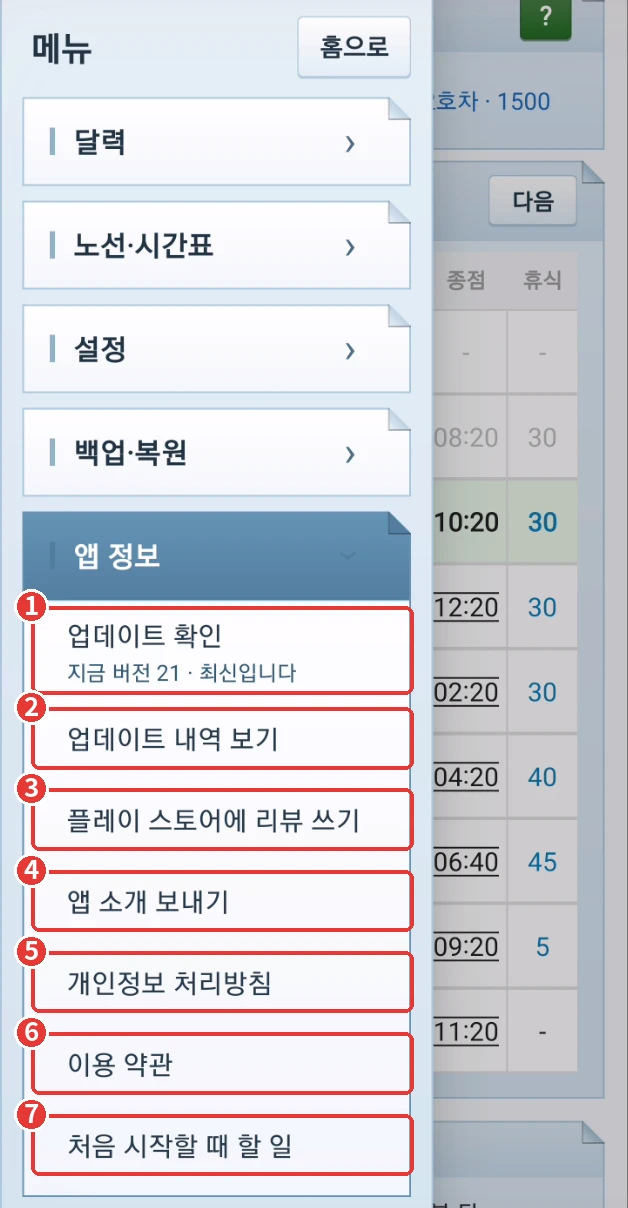 메뉴
홈으로
달력
노선·시간표
설정
백업·복원
앱 정보
1
업데이트 확인
지금 버전 21 · 최신입니다
2
업데이트 내역 보기
3
플레이 스토어에 리뷰 쓰기
4
앱 소개 보내기
5
개인정보 처리방침
6
이용 약관
7
처음 시작할 때 할 일
?
호차 · 1500
다음
종점 휴식
- -
08:20 30
10:20 30
12:20 30
02:20 30
04:20 40
06:40 45
09:20 5
11:20 -